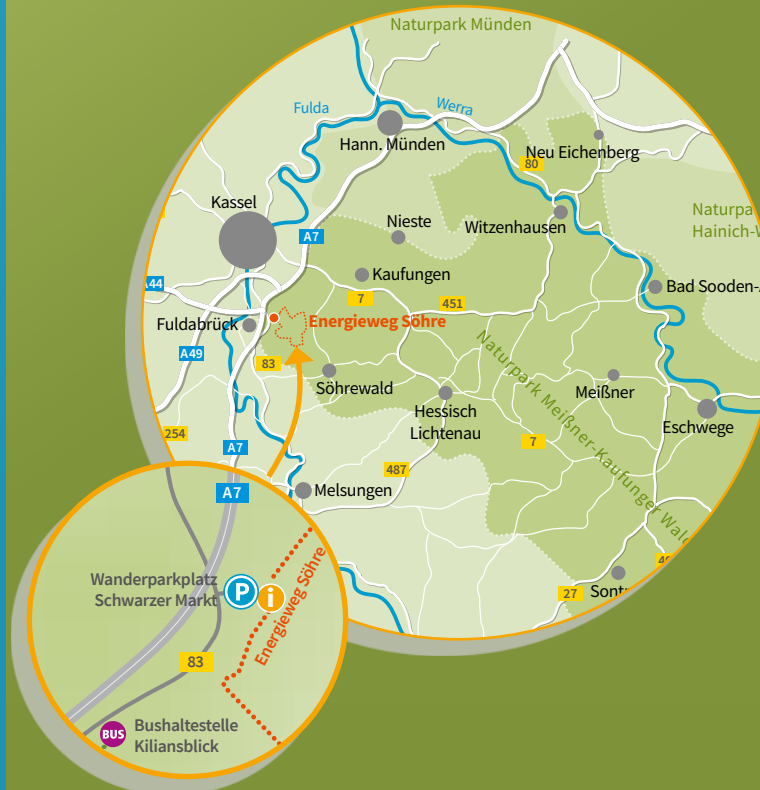 Naturpark Münden
Fulda
Werra
Hann. Münden
Neu Eichenberg
80
Kassel
Nieste
Witzenhausen
Naturpa
Hainich-
A7
Kaufungen
A44
7
451
Bad Sooden-
Fuldabrück
Energieweg Söhre
A49
83
Söhrewald
Naturpark Meißner-Kaufunger Wald
Meißner
Hessisch
Lichtenau
Eschwege
254
7
A7
487
A7
Melsungen
27
Sont
Wanderparkplatz
Schwarzer Markt
P
i
Energieweg Söhre
83
BUS
Bushaltestelle
Kiliansblick